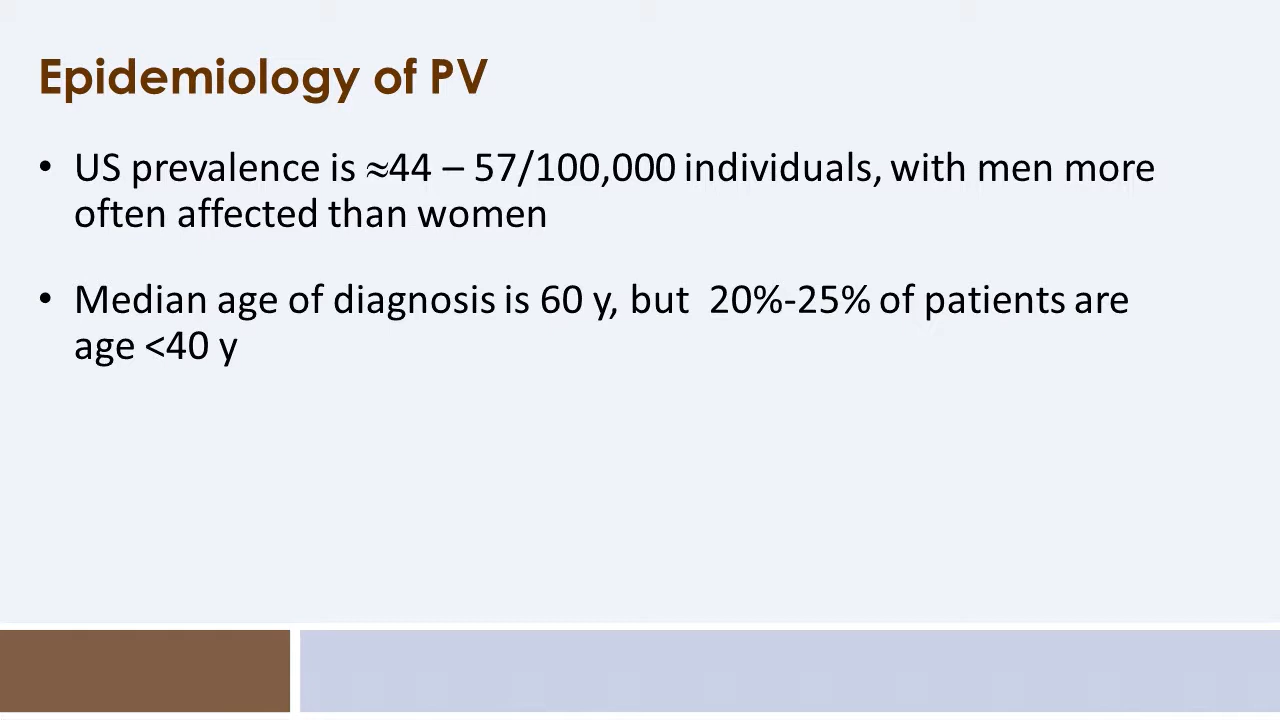 Epidemiology of PV
• US prevalence is ≈44 – 57/100,000 individuals, with men more
often affected than women
• Median age of diagnosis is 60 y, but  20%-25% of patients are
age <40 y